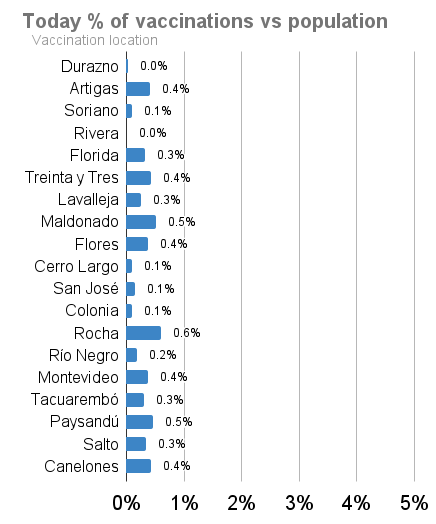 Today % of vaccinations vs population
Vaccination location
Durazno 0.0%
Artigas 0.4%
Soriano 0.1%
Rivera 0.0%
Florida 0.3%
Treinta y Tres 0.4%
Lavalleja 0.3%
Maldonado 0.5%
Flores 0.4%
Cerro Largo 0.1%
San José 0.1%
Colonia 0.1%
Rocha 0.6%
Río Negro 0.2%
Montevideo 0.4%
Tacuarembó 0.3%
Paysandú 0.5%
Salto 0.3%
Canelones 0.4%
0% 1% 2% 3% 4% 5%